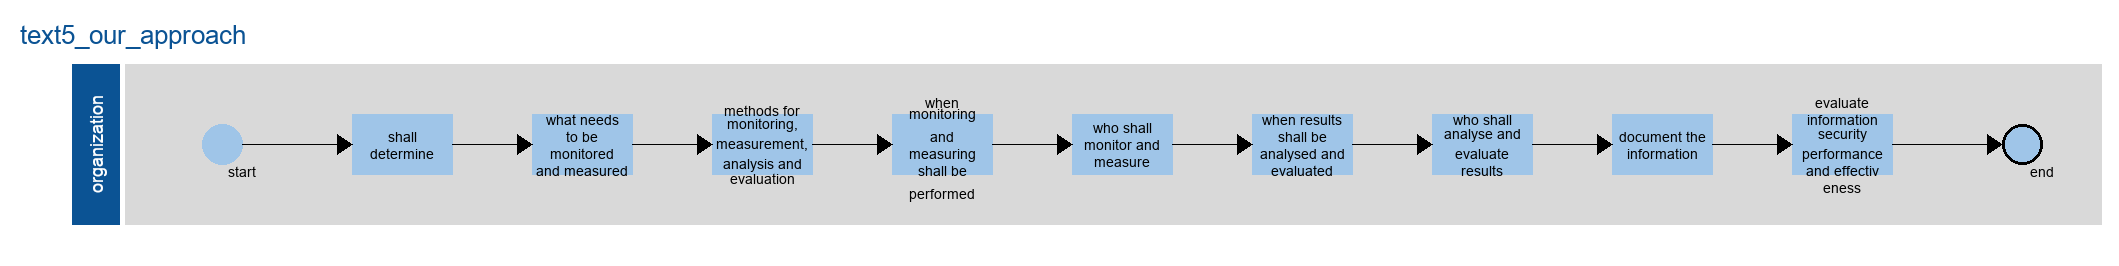 text5_our_approach
organization
start
shall
determine
what needs
to be
monitored
and measured
methods for
monitoring,
measurement,
analysis and
evaluation
when
monitoring
and
measuring
shall be
performed
who shall
monitor and
measure
when results
shall be
analysed and
evaluated
who shall
analyse and
evaluate
results
document the
information
evaluate
information
security
performance
and effectiv
eness
end